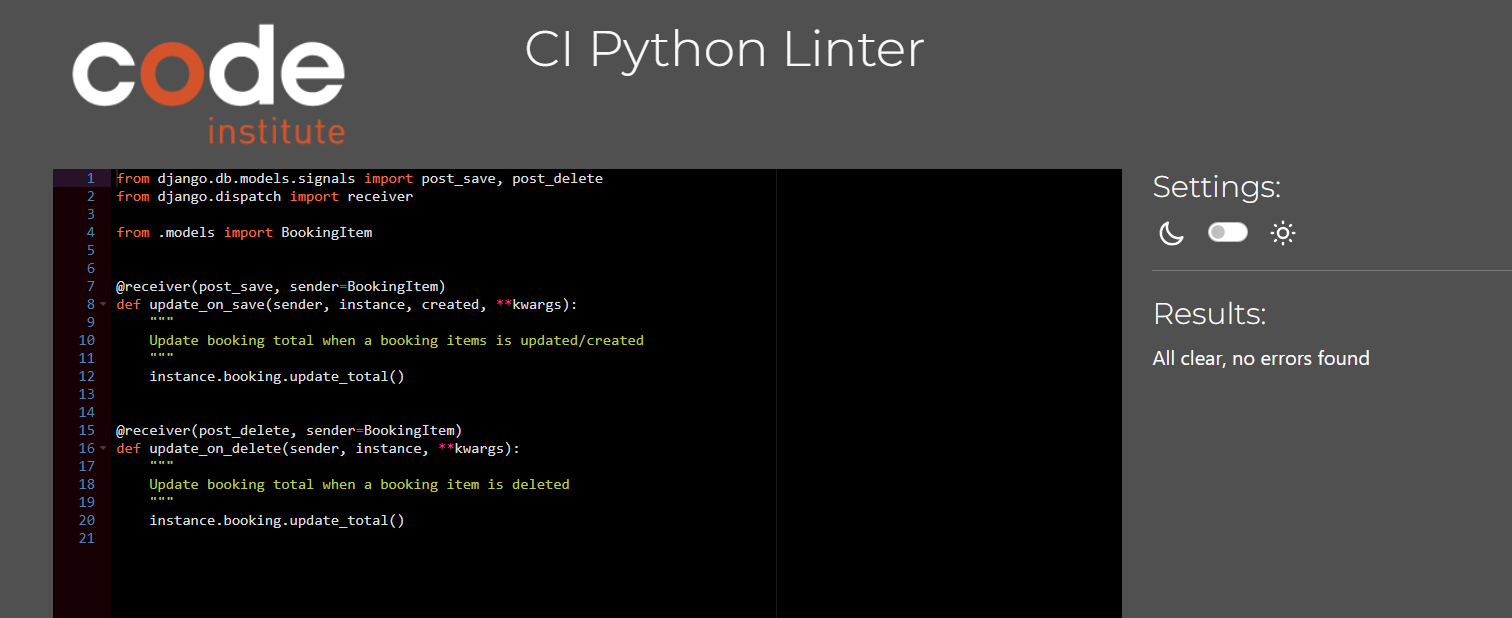 code
institute
CI Python Linter
1 from django.db.models.signals import post_save, post_delete
2 from django.dispatch import receiver
3
4 from .models import BookingItem
5
6
7 @receiver(post_save, sender=BookingItem)
8 def update_on_save(sender, instance, created, **kwargs):
9     """
10     Update booking total when a booking items is updated/created
11     """
12     instance.booking.update_total()
13
14
15 @receiver(post_delete, sender=BookingItem)
16 def update_on_delete(sender, instance, **kwargs):
17     """
18     Update booking total when a booking item is deleted
19     """
20     instance.booking.update_total()
21
Settings:
Results:
All clear, no errors found